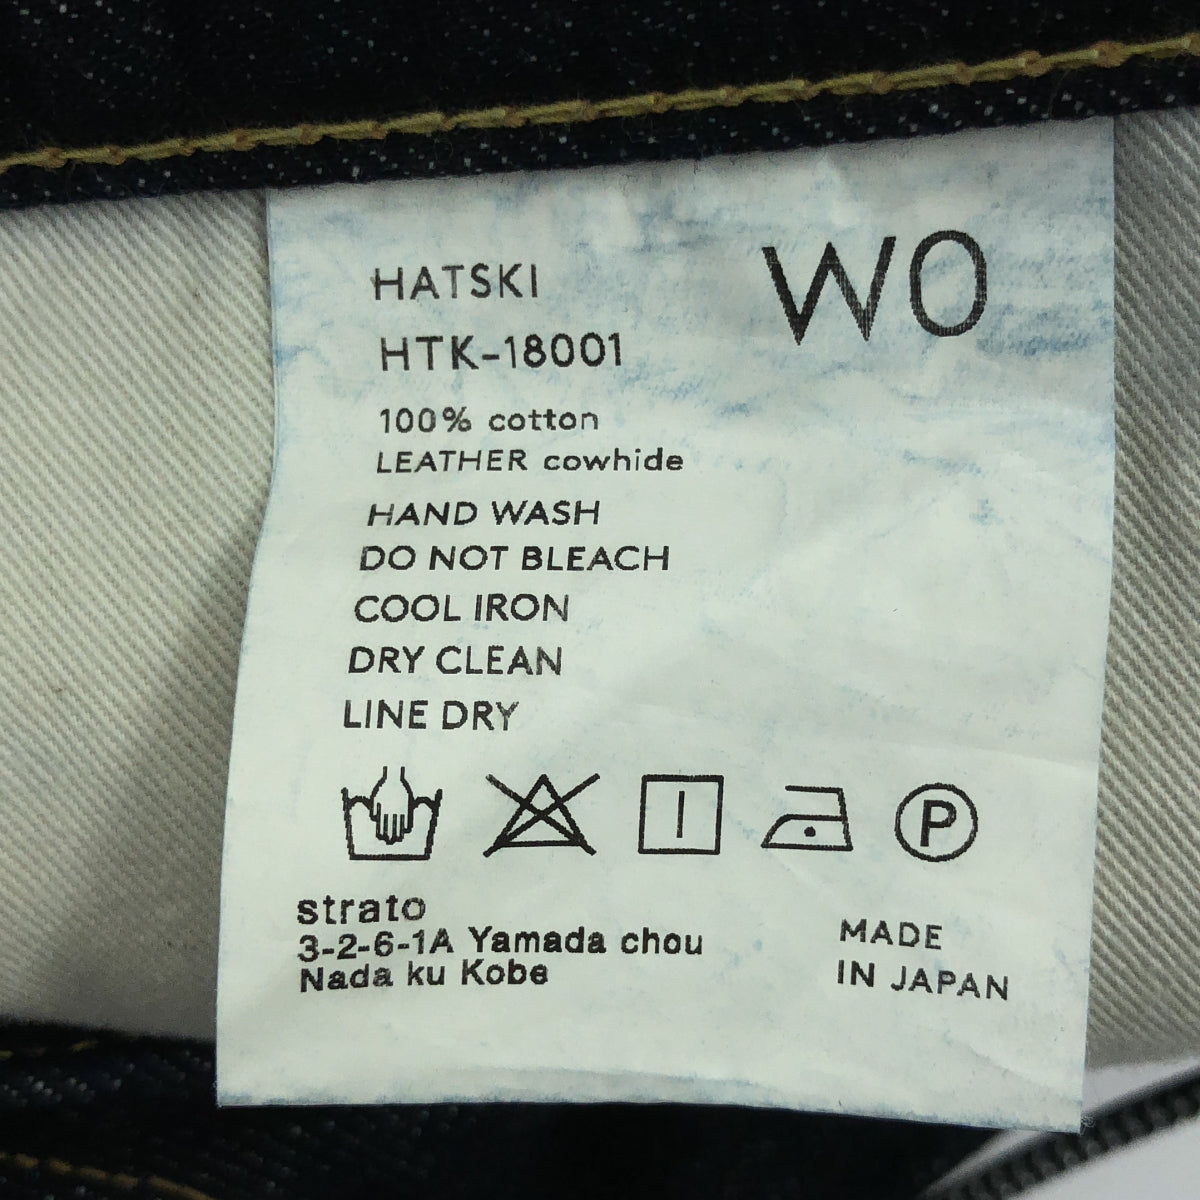 W0
HATSKI
HTK-18001
100% cotton
LEATHER cowhide
HAND WASH
DO NOT BLEACH
COOL IRON
DRY CLEAN
LINE DRY
P
strato
3-2-6-1A Yamada chou
Nada ku Kobe
MADE
IN JAPAN